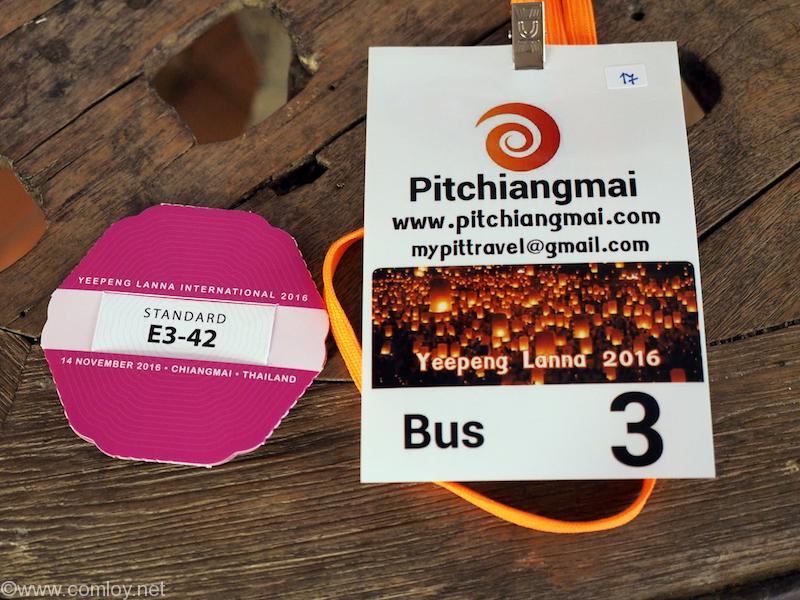 YEEPENG LANNA INTERNATIONAL 2016
STANDARD
E3-42
14 NOVEMBER 2016 • CHIANGMAI • THAILAND
17
Pitchiangmai
www.pitchiangmai.com
mypittravel@gmail.com
Yeepeng Lanna 2016
Bus 3
©www.comloy.net